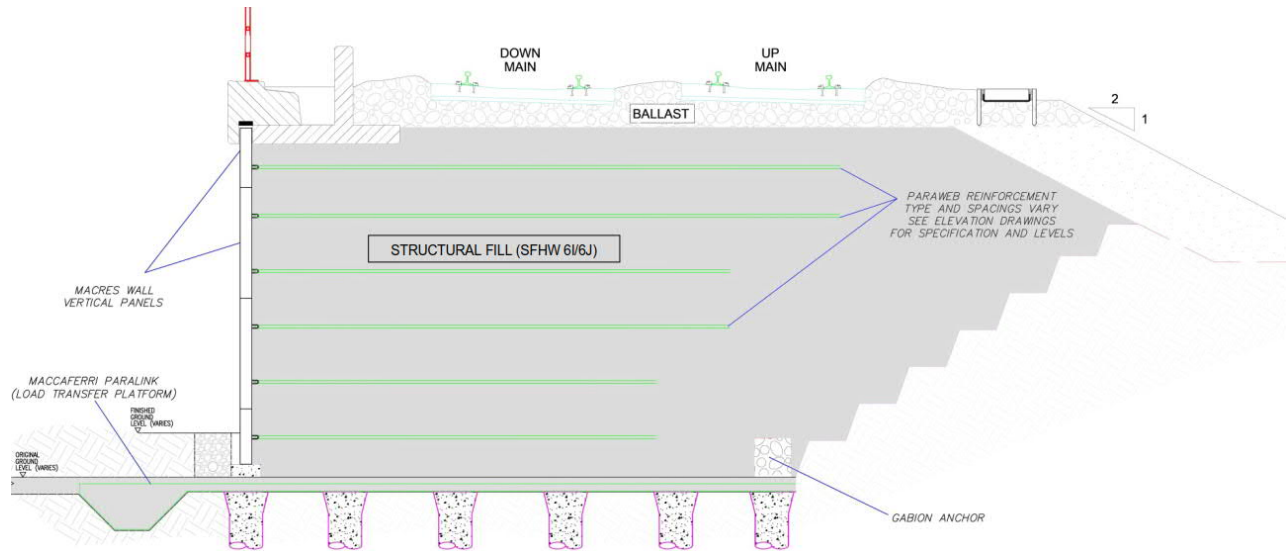 DOWN
MAIN
UP
MAIN
2
1
BALLAST
PARAWEB REINFORCEMENT
TYPE AND SPACINGS VARY
SEE ELEVATION DRAWINGS
FOR SPECIFICATION AND LEVELS
STRUCTURAL FILL (SFHW 6I/6J)
MACRES WALL
VERTICAL PANELS
MACCAFERRI PARALINK
(LOAD TRANSFER PLATFORM)
FINISHED
GROUND
LEVEL (VARIES)
ORIGINAL
GROUND
LEVEL (VARIES)
GABION ANCHOR